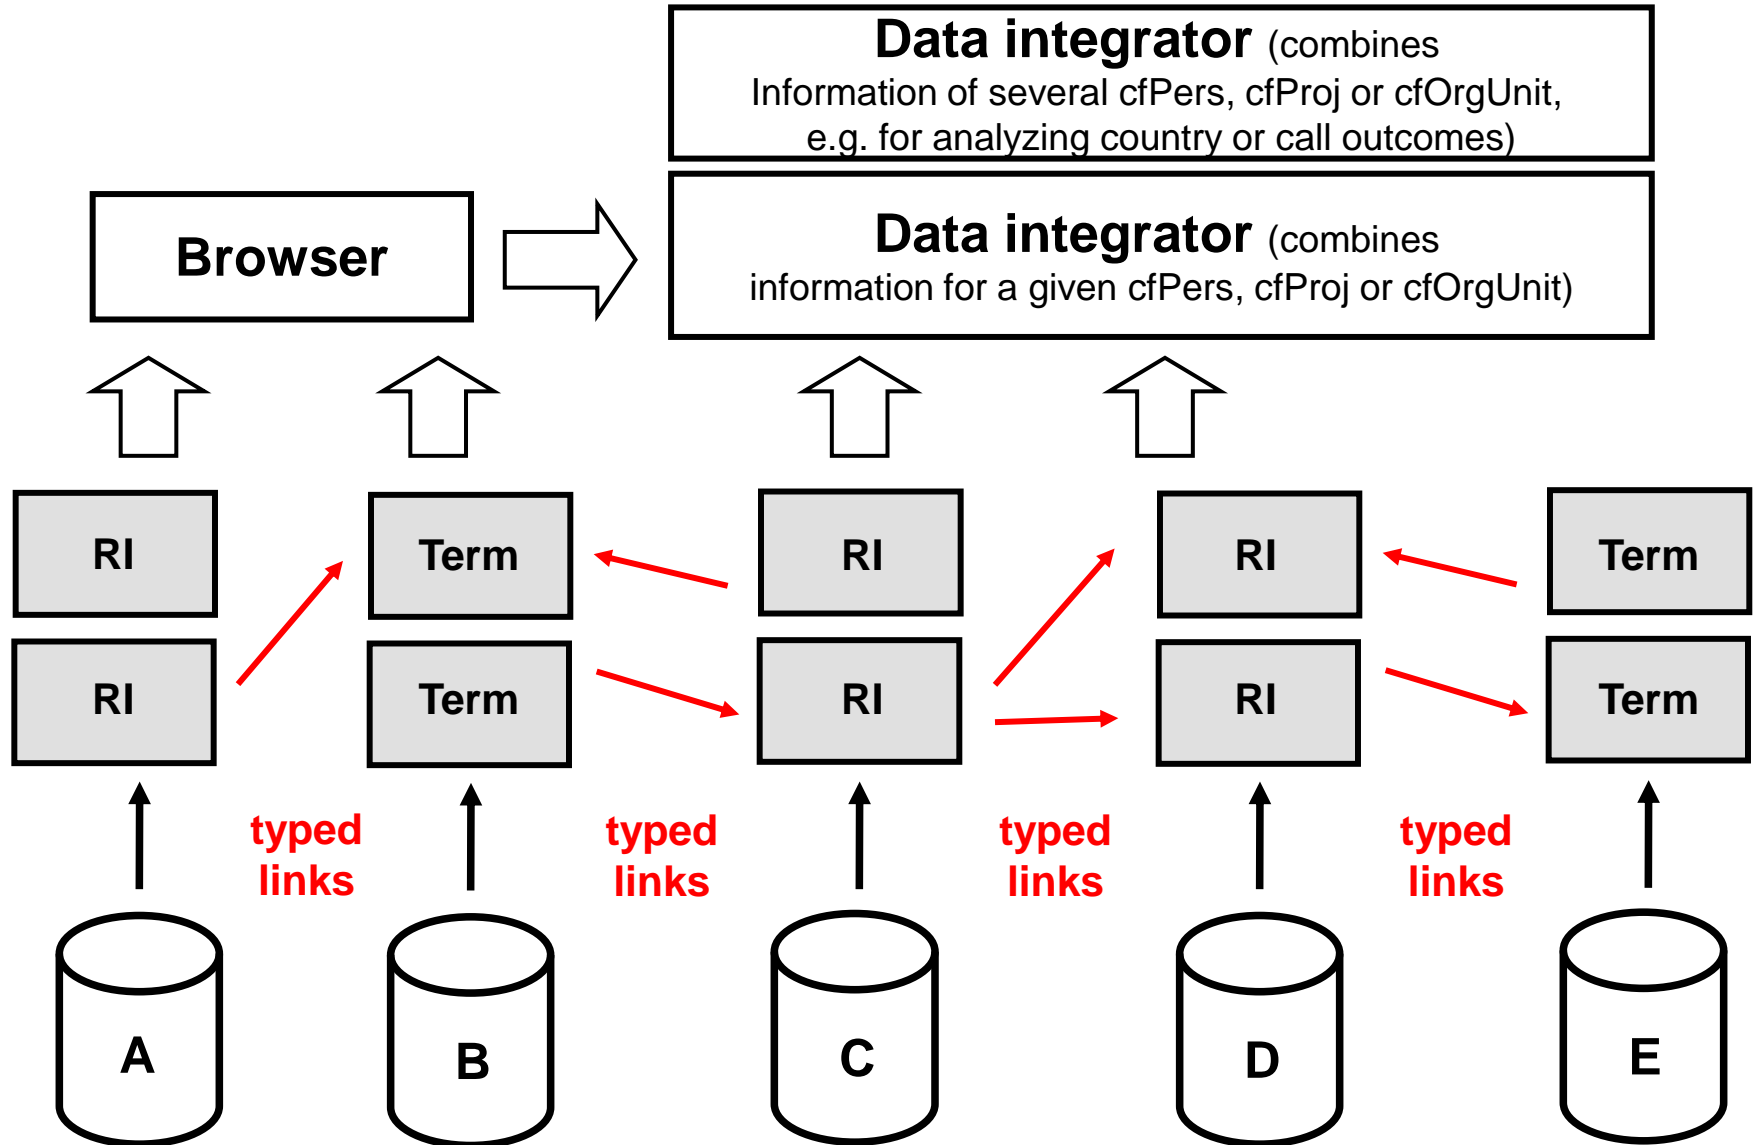 Data integrator (combines
Information of several cfPers, cfProj or cfOrgUnit,
e.g. for analyzing country or call outcomes)
Browser
Data integrator (combines
information for a given cfPers, cfProj or cfOrgUnit)
RI
Term
RI
RI
Term
RI
Term
RI
RI
Term
typed
links
typed
links
typed
links
typed
links
A
B
C
D
E